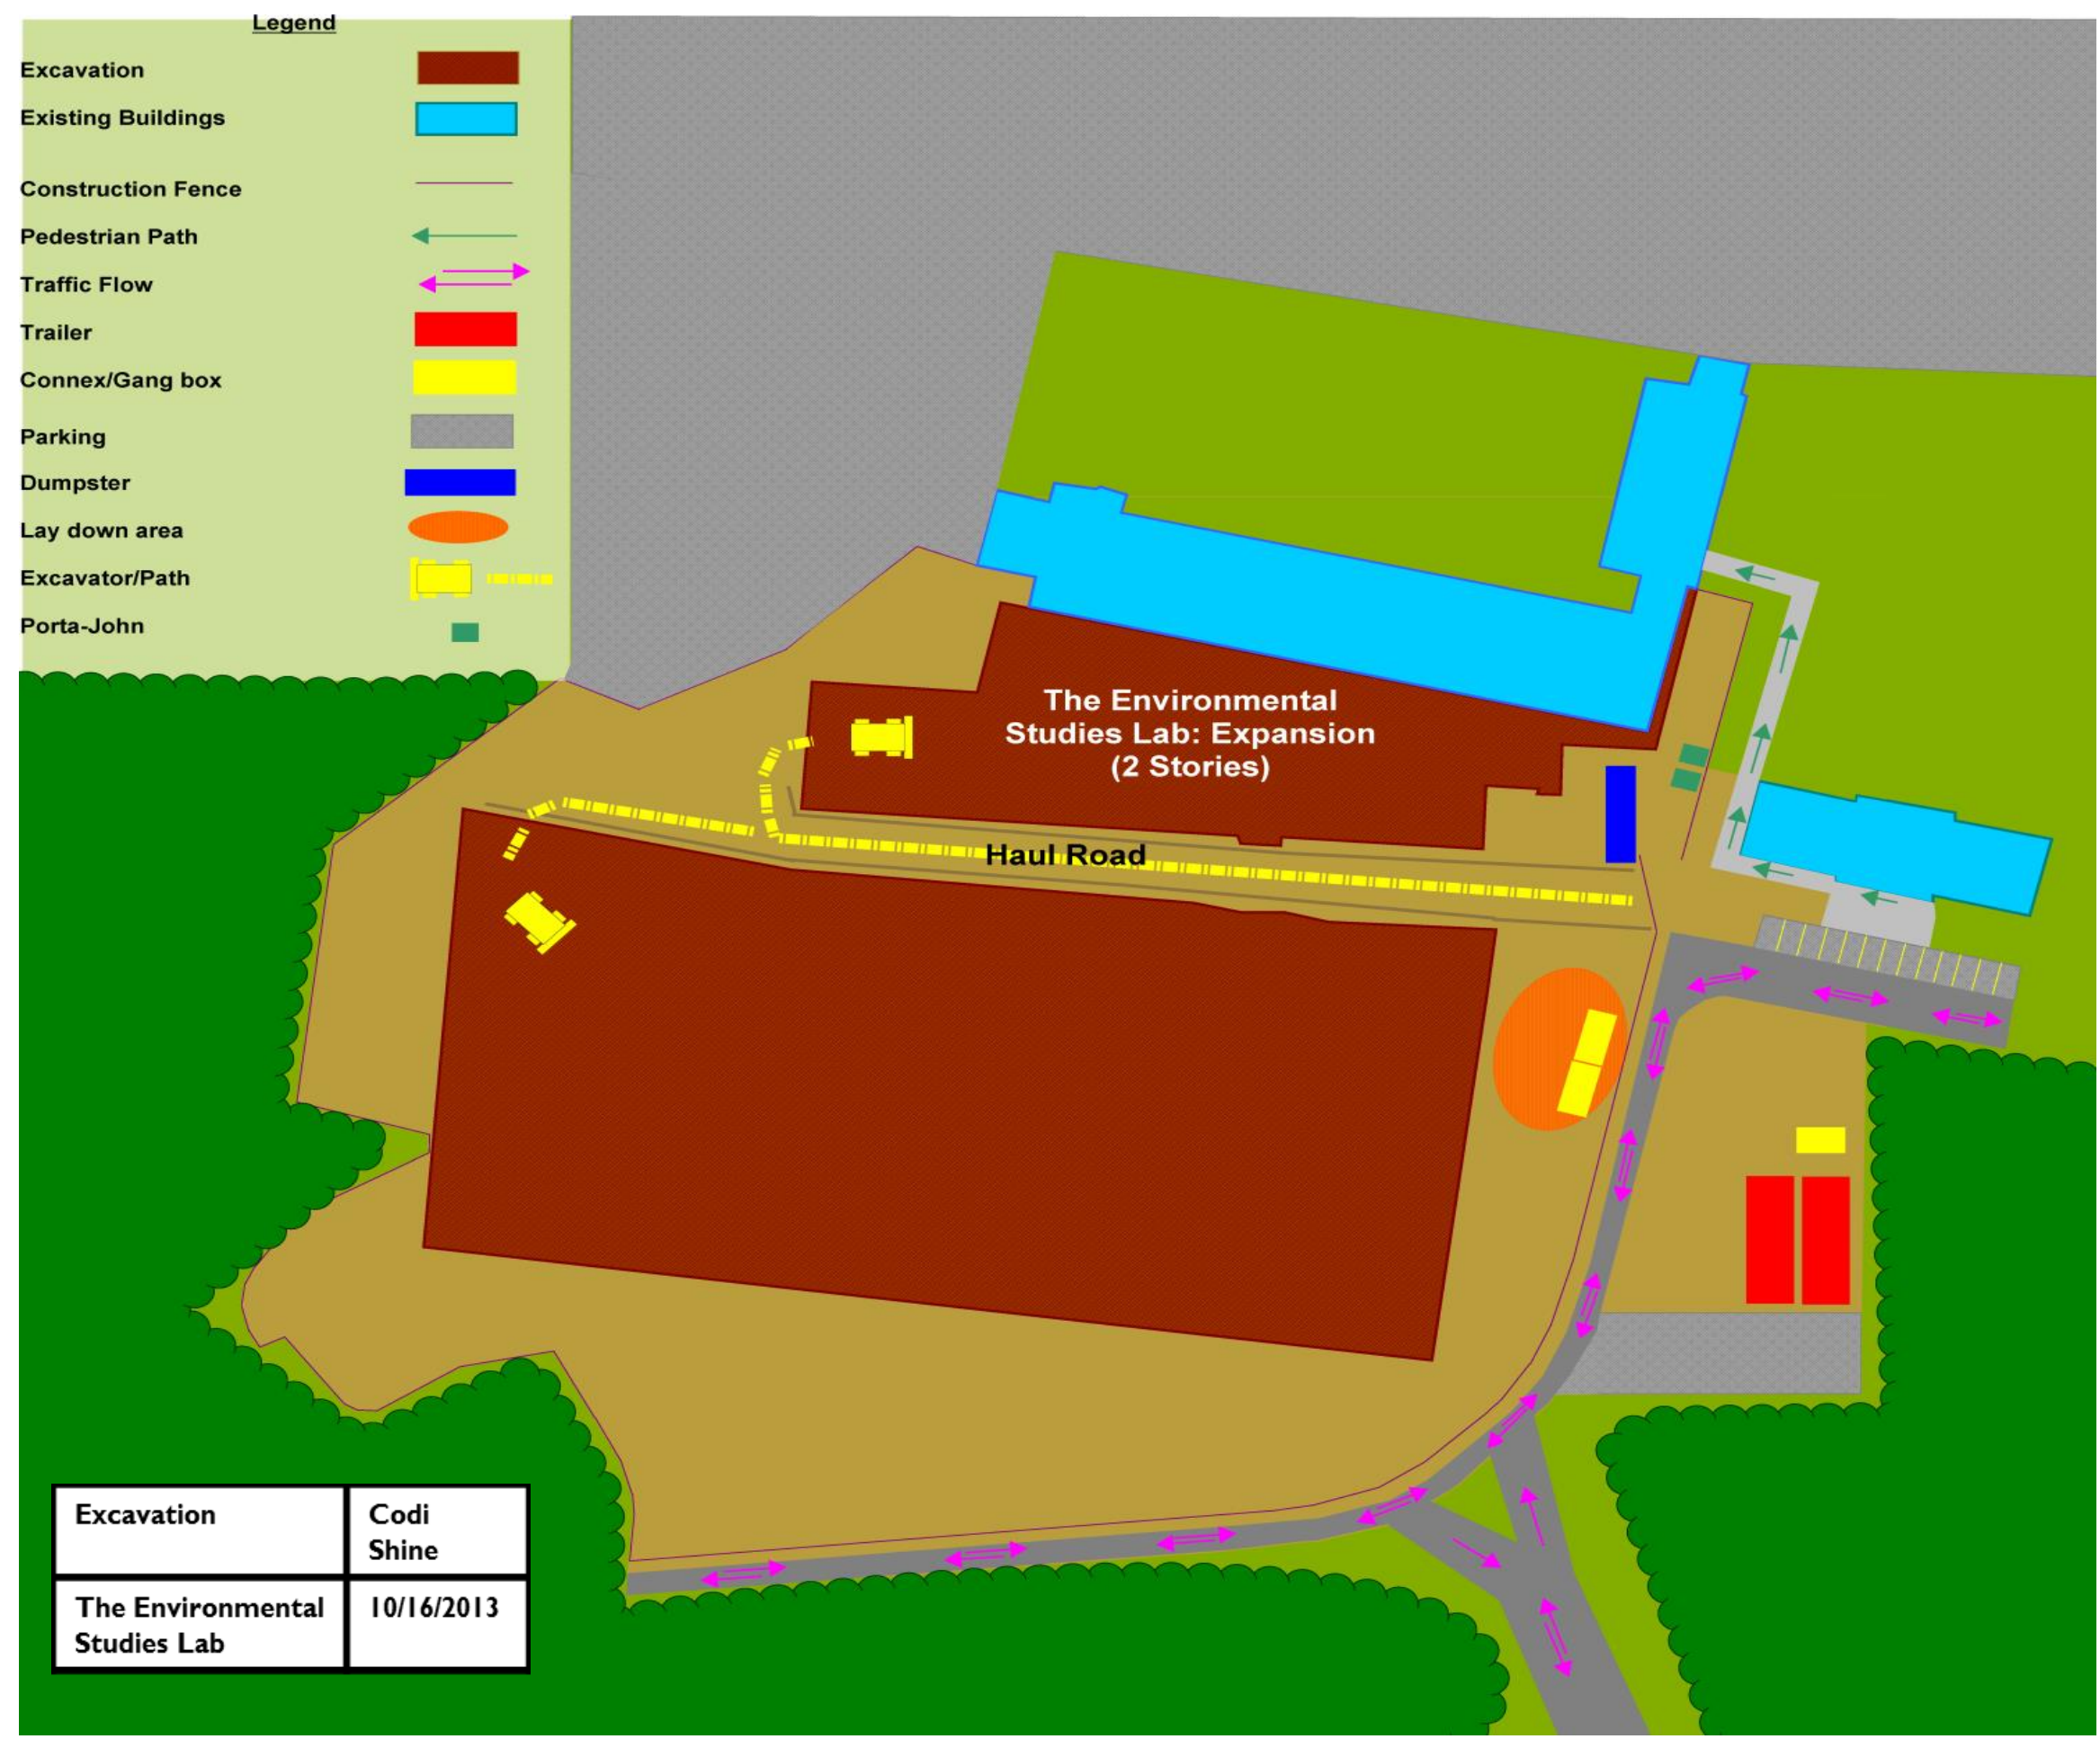 Legend
Excavation
Existing Buildings
Construction Fence
Pedestrian Path
Traffic Flow
Trailer
Connex/Gang box
Parking
Dumpster
Lay down area
Excavator/Path
Porta-John
The Environmental
Studies Lab: Expansion
(2 Stories)
Haul Road
Excavation
Codi
Shine
The Environmental
Studies Lab
10/16/2013